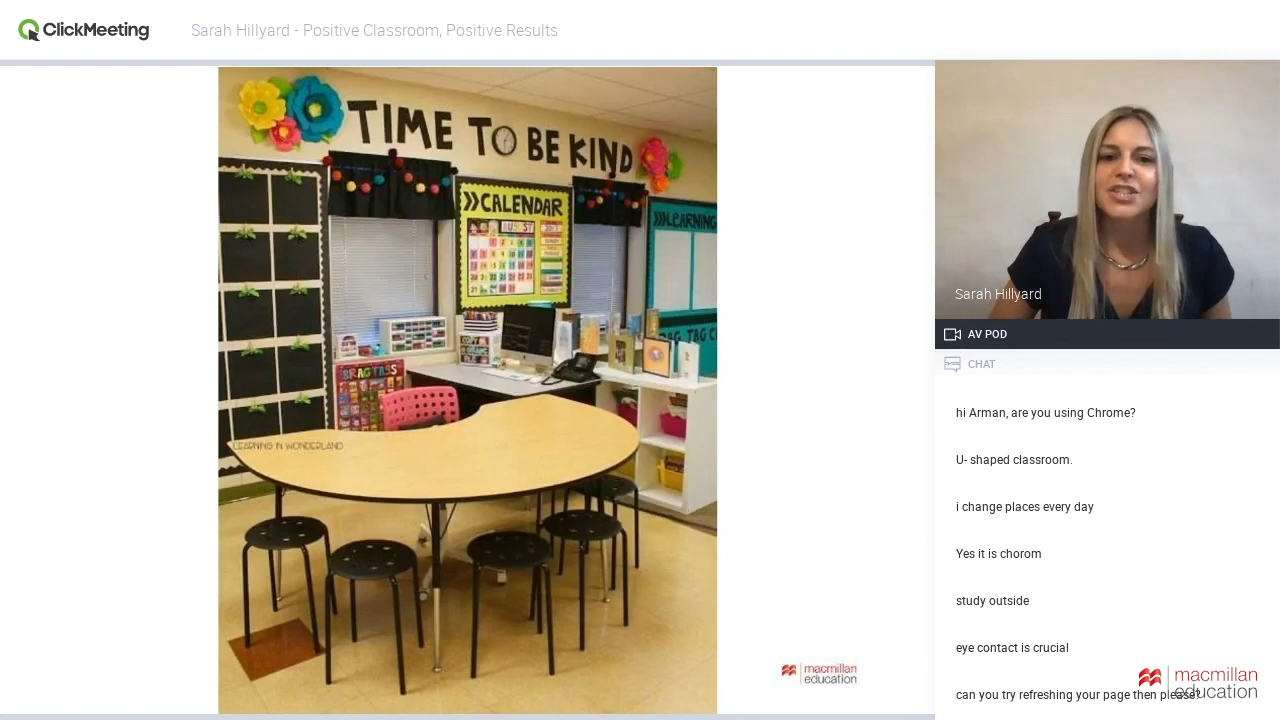 ClickMeeting
Sarah Hillyard - Positive Classroom, Positive Results
TIME TO BE KIND
CALENDAR
AUGUST
2017
LEARNING
BRAG TAGS
LEARNING IN WONDERLAND
macmillan
education
Sarah Hillyard
AV POD
CHAT
hi Arman, are you using Chrome?
U- shaped classroom.
i change places every day
Yes it is chorom
study outside
eye contact is crucial
can you try refreshing your page then please?
macmillan
education